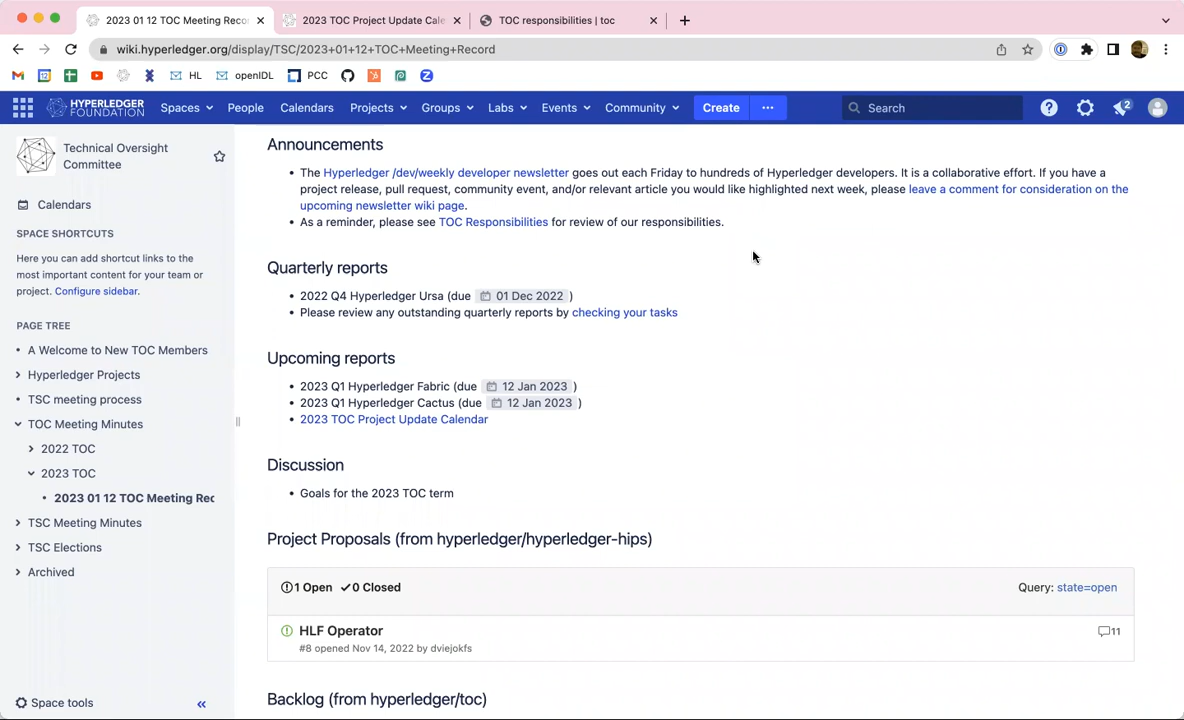 2023 01 12 TOC Meeting Reco
2023 TOC Project Update Cale
TOC responsibilities | toc
wiki.hyperledger.org/display/TSC/2023+01+12+TOC+Meeting+Record
HL
openIDL
PCC
HYPERLEDGER
FOUNDATION
Spaces
People
Calendars
Projects
Groups
Labs
Events
Community
Create
Search
2
Technical Oversight
Committee
Calendars
SPACE SHORTCUTS
Here you can add shortcut links to the
most important content for your team or
project. Configure sidebar.
PAGE TREE
A Welcome to New TOC Members
Hyperledger Projects
TSC meeting process
TOC Meeting Minutes
2022 TOC
2023 TOC
2023 01 12 TOC Meeting Rec
TSC Meeting Minutes
TSC Elections
Archived
Space tools
Announcements
• The Hyperledger /dev/weekly developer newsletter goes out each Friday to hundreds of Hyperledger developers. It is a collaborative effort. If you have a
project release, pull request, community event, and/or relevant article you would like highlighted next week, please leave a comment for consideration on the
upcoming newsletter wiki page.
• As a reminder, please see TOC Responsibilities for review of our responsibilities.
Quarterly reports
• 2022 Q4 Hyperledger Ursa (due 01 Dec 2022 )
• Please review any outstanding quarterly reports by checking your tasks
Upcoming reports
• 2023 Q1 Hyperledger Fabric (due 12 Jan 2023 )
• 2023 Q1 Hyperledger Cactus (due 12 Jan 2023 )
• 2023 TOC Project Update Calendar
Discussion
• Goals for the 2023 TOC term
Project Proposals (from hyperledger/hyperledger-hips)
1 Open ✓0 Closed
Query: state=open
HLF Operator
11
#8 opened Nov 14, 2022 by dviejokfs
Backlog (from hyperledger/toc)